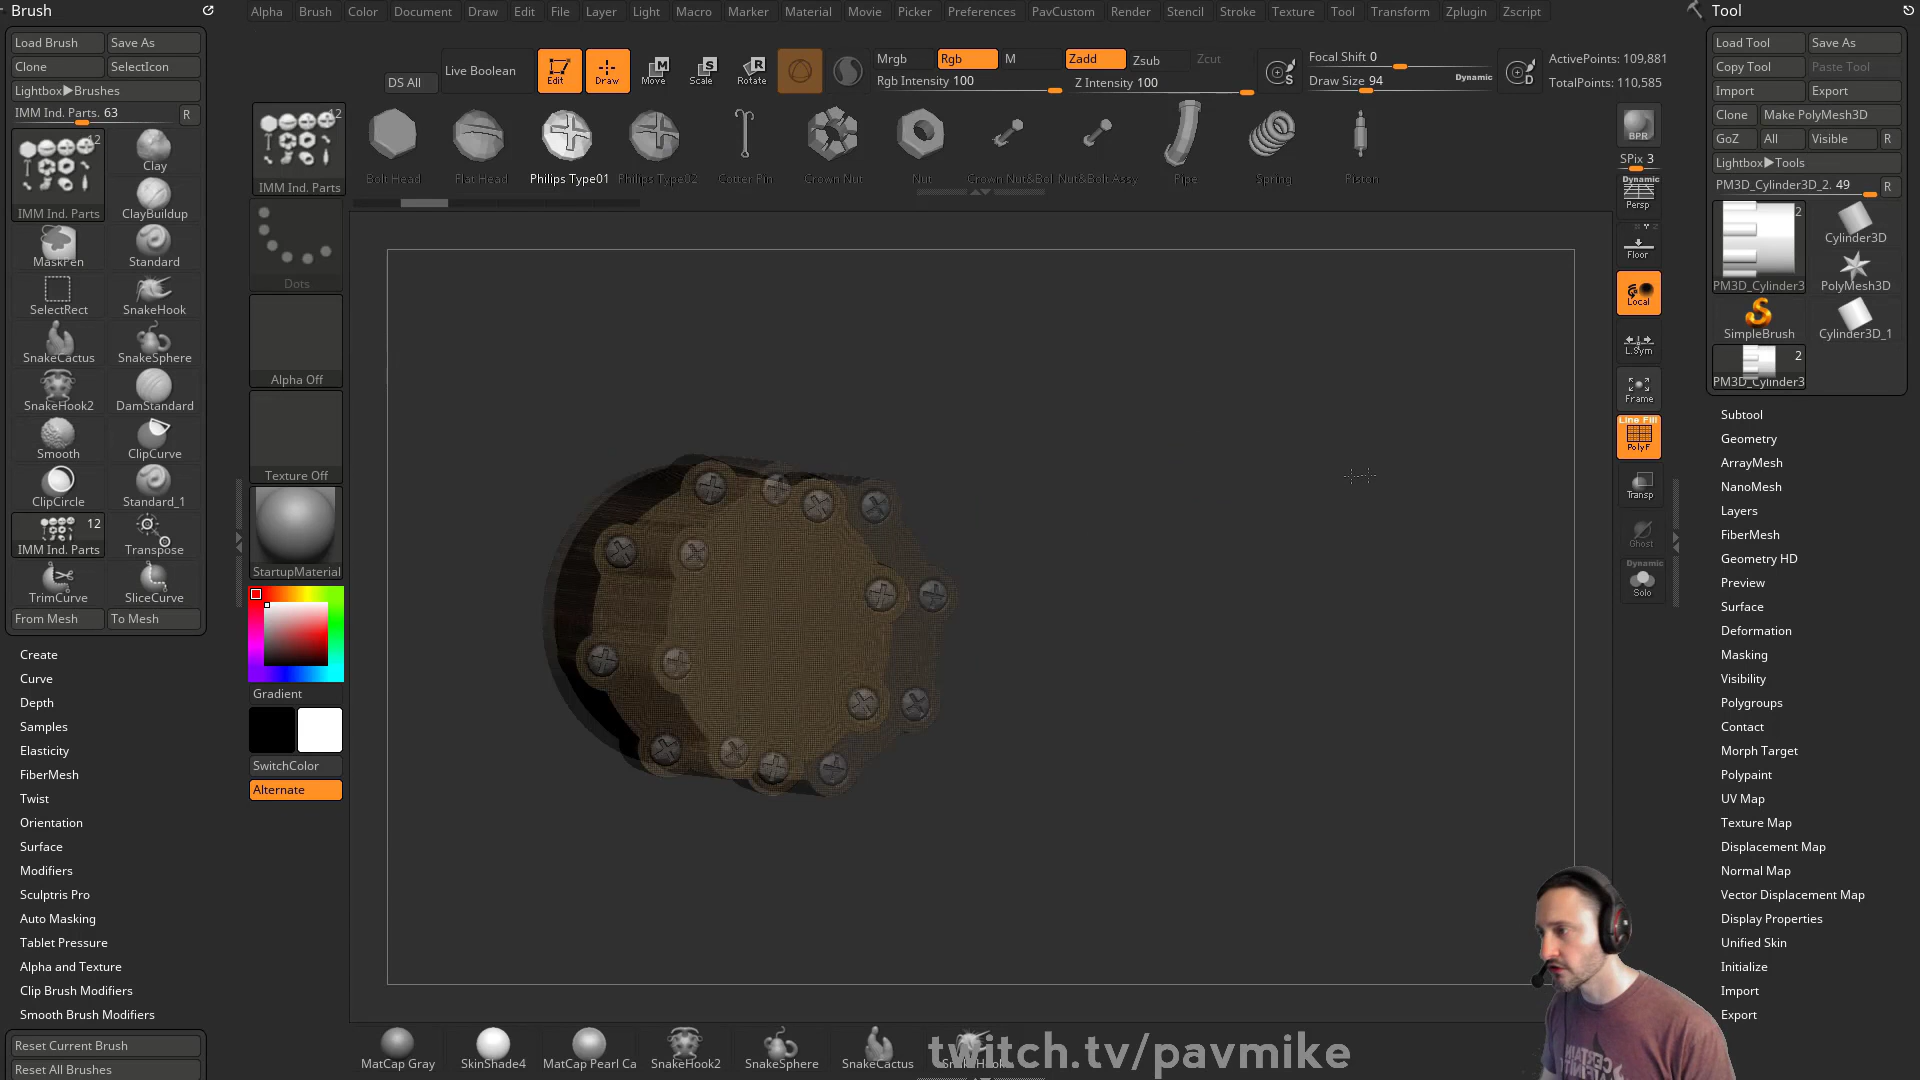 Brush
Alpha Brush Color Document Draw Edit File Layer Light Macro Marker Material Movie Picker Preferences PavCustom Render Stencil Stroke Texture Tool Transform Zplugin Zscript
Tool
Load Brush Save As
Clone SelectIcon
Lightbox▶Brushes
IMM Ind. Parts. 63 R
12
IMM Ind. Parts
Clay
ClayBuildup
MaskPen Standard
SelectRect SnakeHook
SnakeCactus SnakeSphere
SnakeHook2 DamStandard
Smooth ClipCurve
ClipCircle Standard_1
12
IMM Ind. Parts Transpose
TrimCurve SliceCurve
From Mesh To Mesh
Create
Curve
Depth
Samples
Elasticity
FiberMesh
Twist
Orientation
Surface
Modifiers
Sculptris Pro
Auto Masking
Tablet Pressure
Alpha and Texture
Clip Brush Modifiers
Smooth Brush Modifiers
Reset Current Brush
Reset All Brushes
DS All
Live Boolean
Edit
Draw
M
Move
S
Scale
R
Rotate
Mrgb Rgb M
Rgb Intensity 100
Zadd Zsub Zcut
Z Intensity 100
S
Focal Shift 0
Draw Size 94 Dynamic
D
ActivePoints: 109,881
TotalPoints: 110,585
12
IMM Ind. Parts
Bolt Head Flat Head Philips Type01 Philips Type02 Cotter Pin Crown Nut Nut Crown Nut&Bol Nut&Bolt Assy Pipe Spring Piston
Dots
Alpha Off
Texture Off
StartupMaterial
Gradient
SwitchColor
Alternate
BPR
SPix 3
Dynamic
Persp
Floor
Local
L.Sym
Frame
Line Fill
PolyF
Transp
Ghost
Dynamic
Solo
Load Tool Save As
Copy Tool Paste Tool
Import Export
Clone Make PolyMesh3D
GoZ All Visible R
Lightbox▶Tools
PM3D_Cylinder3D_2. 49 R
2
PM3D_Cylinder3
Cylinder3D
PolyMesh3D
SimpleBrush Cylinder3D_1
2
PM3D_Cylinder3
Subtool
Geometry
ArrayMesh
NanoMesh
Layers
FiberMesh
Geometry HD
Preview
Surface
Deformation
Masking
Visibility
Polygroups
Contact
Morph Target
Polypaint
UV Map
Texture Map
Displacement Map
Normal Map
Vector Displacement Map
Display Properties
Unified Skin
Initialize
Import
Export
MatCap Gray SkinShade4 MatCap Pearl Ca SnakeHook2 SnakeSphere SnakeCactus
twitch.tv/pavmike